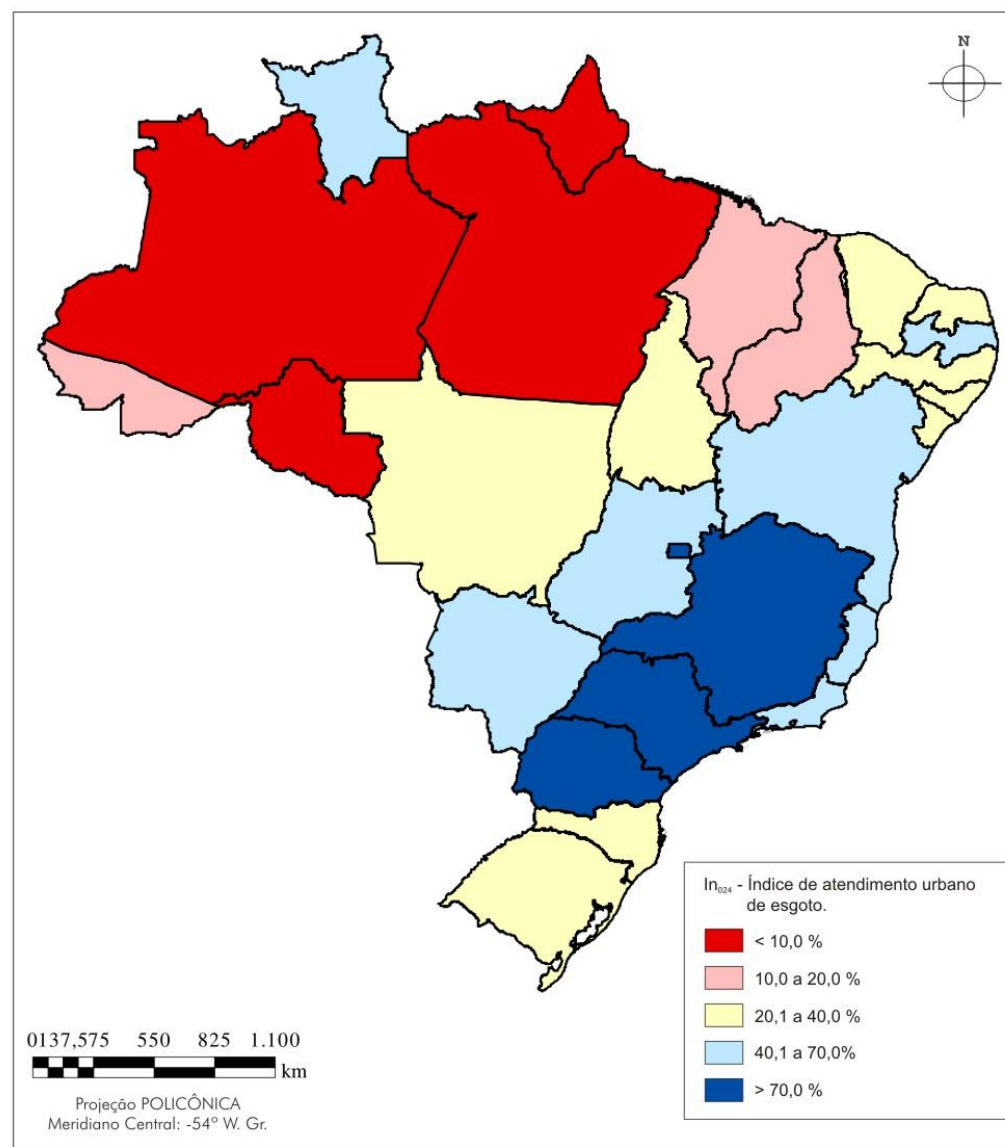 N
In024 - Índice de atendimento urbano
de esgoto.
< 10,0 %
10,0 a 20,0 %
20,1 a 40,0 %
40,1 a 70,0%
> 70,0 %
0137,575 550 825 1.100
km
Projeção POLICÔNICA
Meridiano Central: -54º W. Gr.